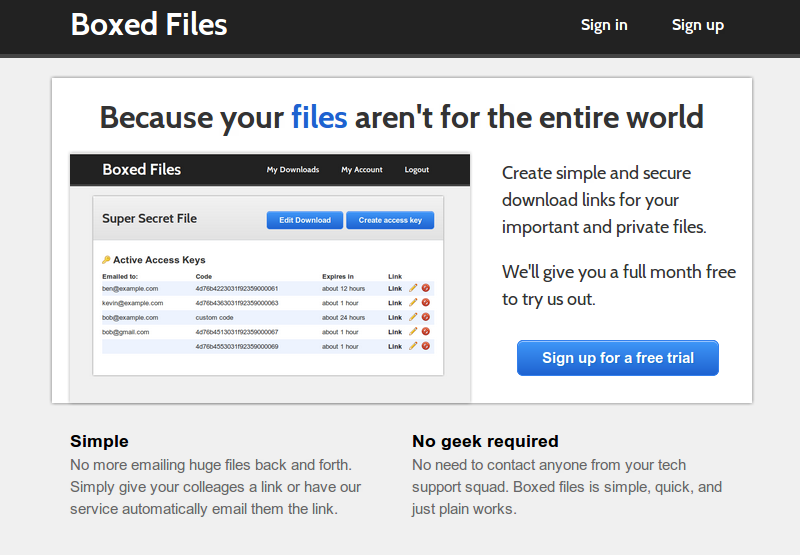 Boxed Files
Sign in
Sign up
Because your files aren't for the entire world
Boxed Files
My Downloads
My Account
Logout
Super Secret File
Edit Download
Create access key
Active Access Keys
Emailed to: Code Expires in Link
ben@example.com 4d76b4223031f92359000061 about 12 hours Link
kevin@example.com 4d76b4363031f92359000063 about 1 hour Link
bob@example.com custom code about 24 hours Link
bob@gmail.com 4d76b4513031f92359000067 about 1 hour Link
4d76b4553031f92359000069 about 1 hour Link
Create simple and secure
download links for your
important and private files.
We'll give you a full month free
to try us out.
Sign up for a free trial
Simple
No more emailing huge files back and forth.
Simply give your colleages a link or have our
service automatically email them the link.
No geek required
No need to contact anyone from your tech
support squad. Boxed files is simple, quick, and
just plain works.